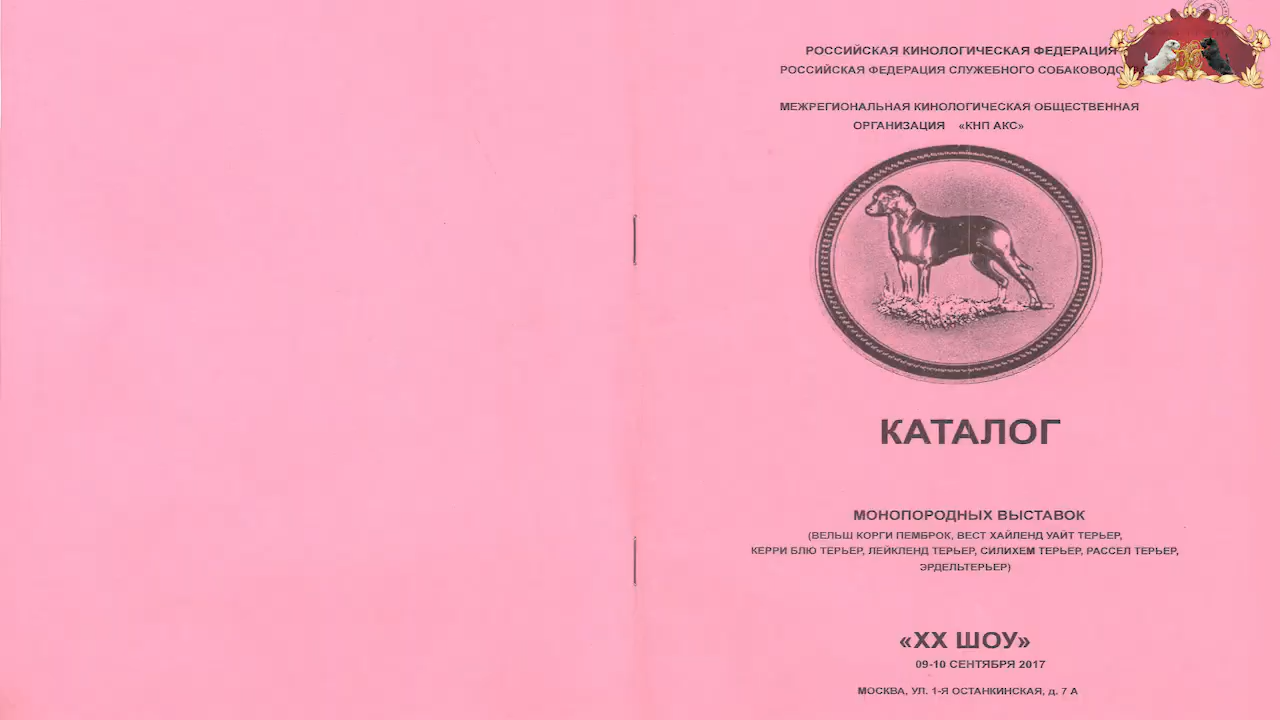 РОССИЙСКАЯ КИНОЛОГИЧЕСКАЯ ФЕДЕРАЦИЯ
РОССИЙСКАЯ ФЕДЕРАЦИЯ СЛУЖЕБНОГО
МЕЖРЕГИОНАЛЬНАЯ КИНОЛОГИЧЕСКАЯ ОБЩЕСТВЕННАЯ
ОРГАНИЗАЦИЯ «КНП АКС»
КАТАЛОГ
МОНОПОРОДНЫХ ВЫСТАВОК
(ВЕЛЬШ КОРГИ ПЕМБРОК, ВЕСТ ХАЙЛЕНД УАЙТ ТЕРЬЕР,
КЕРРИ БЛЮ ТЕРЬЕР, ЛЕЙКЛЕНД ТЕРЬЕР, СИЛИХЕМ ТЕРЬЕР, РАССЕЛ ТЕРЬЕР,
ЭРДЕЛЬТЕРЬЕР)
«ХХ ШОУ»
09-10 СЕНТЯБРЯ 2017
МОСКВА, УЛ. 1-Я ОСТАНКИНСКАЯ, д. 7 А